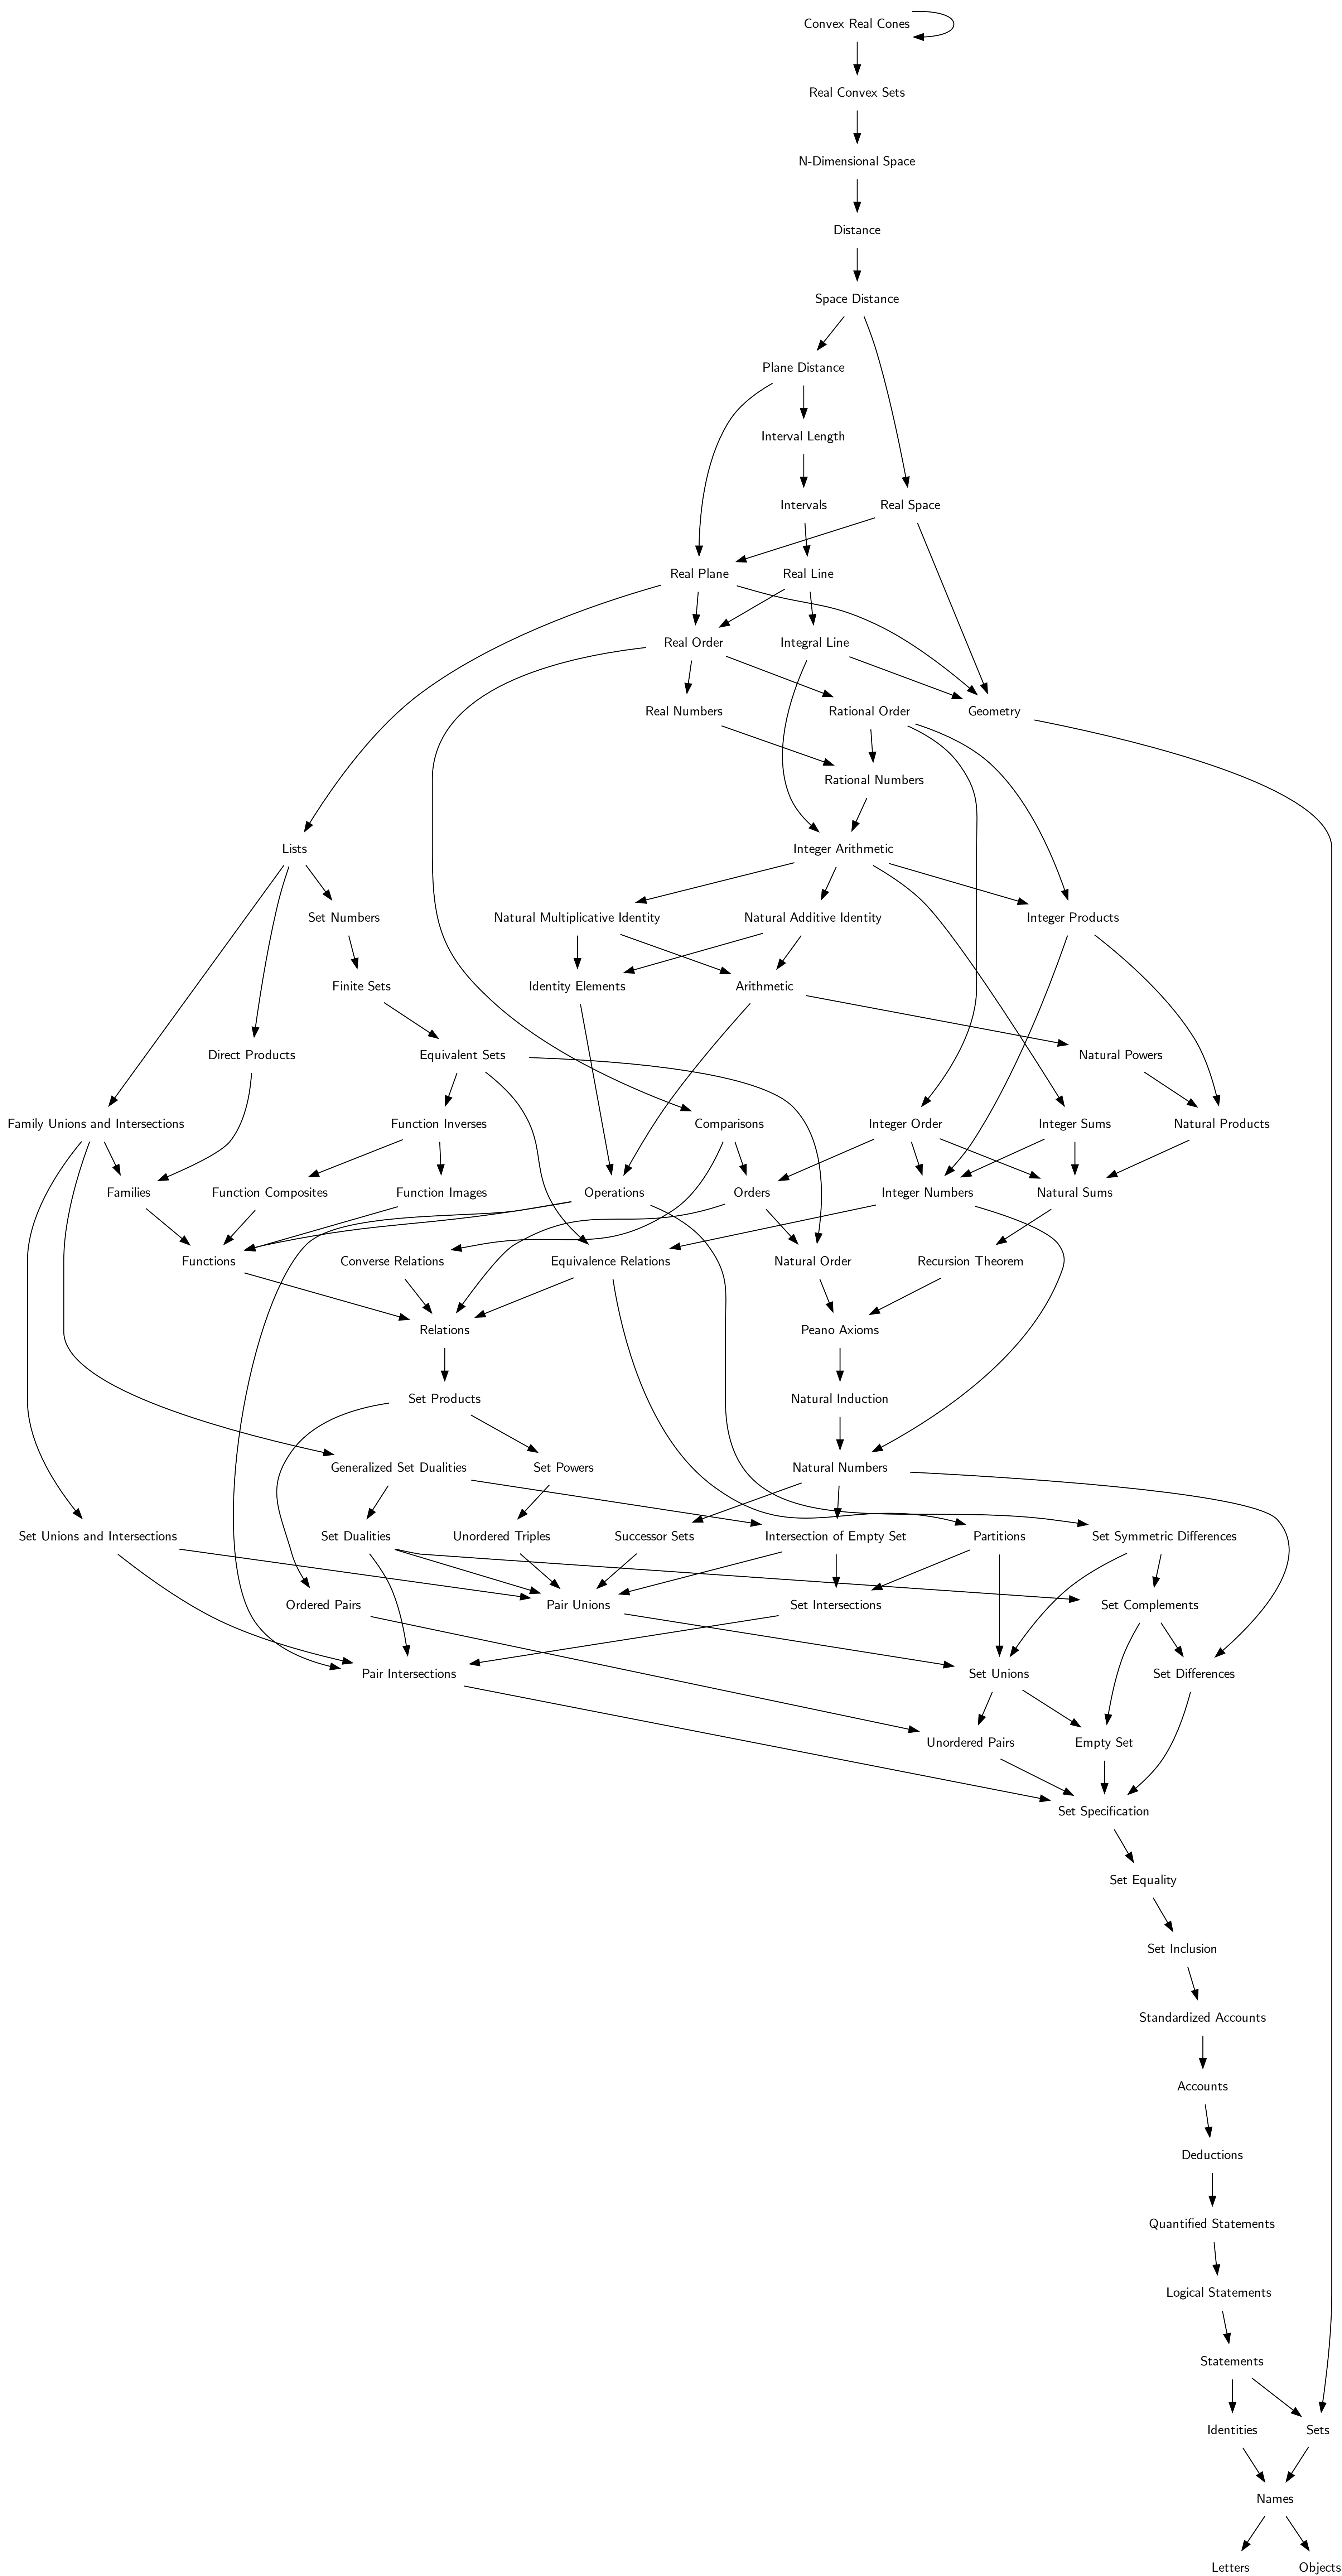 Convex Real Cones
Real Convex Sets
N-Dimensional Space
Distance
Space Distance
Plane Distance
Interval Length
Intervals
Real Space
Real Plane
Real Line
Real Order
Integral Line
Real Numbers
Rational Order
Geometry
Rational Numbers
Lists
Integer Arithmetic
Set Numbers
Natural Multiplicative Identity
Natural Additive Identity
Integer Products
Finite Sets
Identity Elements
Arithmetic
Direct Products
Equivalent Sets
Natural Powers
Family Unions and Intersections
Function Inverses
Comparisons
Integer Order
Integer Sums
Natural Products
Families
Function Composites
Function Images
Operations
Orders
Integer Numbers
Natural Sums
Functions
Converse Relations
Equivalence Relations
Natural Order
Recursion Theorem
Relations
Peano Axioms
Set Products
Natural Induction
Generalized Set Dualities
Set Powers
Natural Numbers
Set Unions and Intersections
Set Dualities
Unordered Triples
Successor Sets
Intersection of Empty Set
Partitions
Set Symmetric Differences
Ordered Pairs
Pair Unions
Set Intersections
Set Complements
Pair Intersections
Set Unions
Set Differences
Unordered Pairs
Empty Set
Set Specification
Set Equality
Set Inclusion
Standardized Accounts
Accounts
Deductions
Quantified Statements
Logical Statements
Statements
Identities
Sets
Names
Letters
Objects